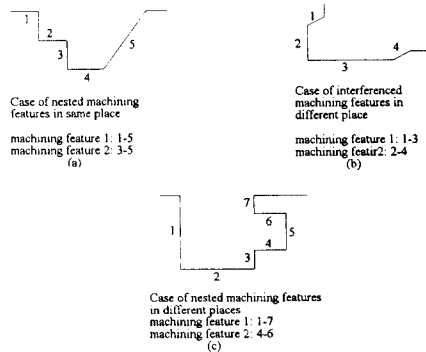 1
2
3
4
5
Case of nested machining
features in same place
machining feature 1: 1-5
machining feature 2: 3-5
(a)
1
2
3
4
Case of interferenced
machining features in
different place
machining feature 1: 1-3
machining featir2: 2-4
(b)
1
2
3
4
5
6
7
Case of nested machining features
in different places
machining feature 1: 1-7
machining feature 2: 4-6
(c)